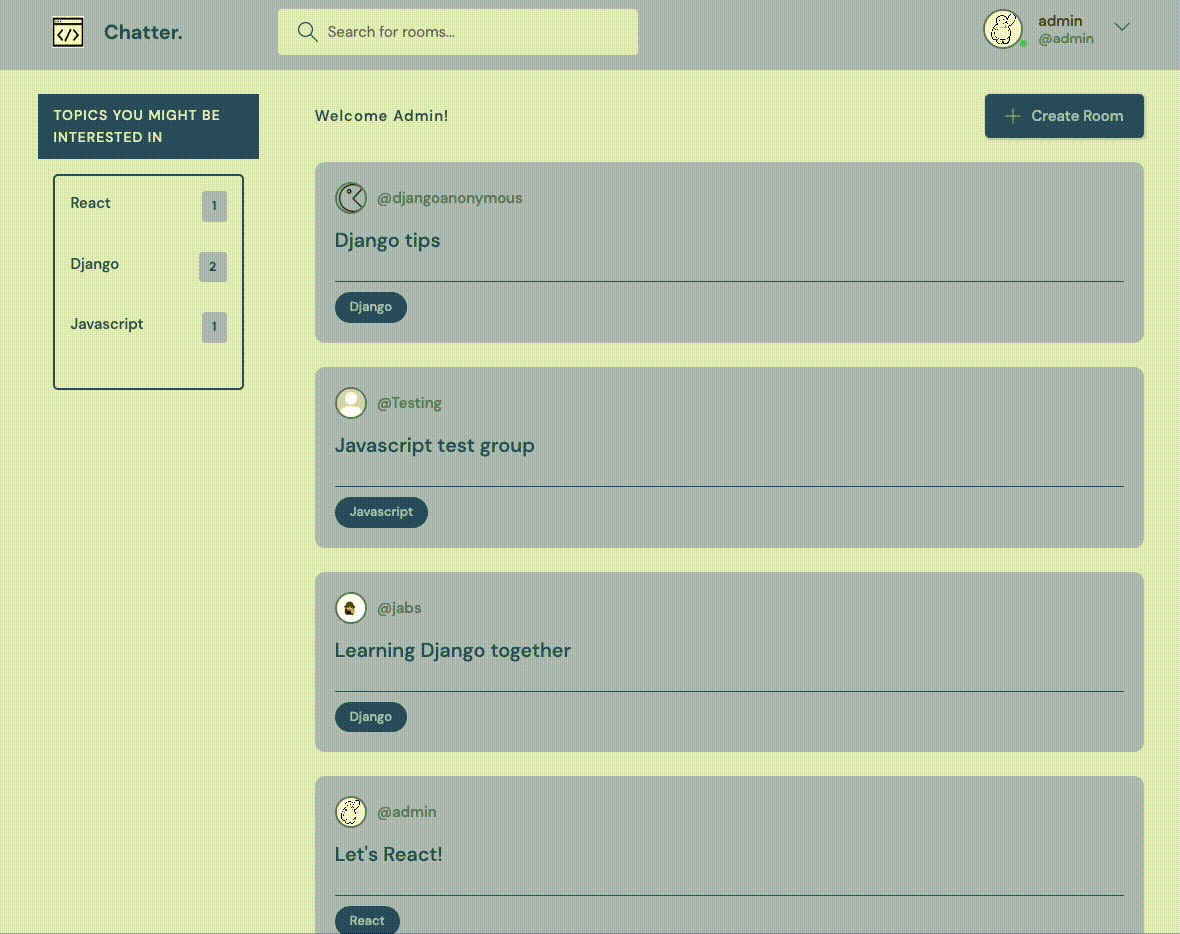 </>
Chatter.
Search for rooms...
admin
@admin
TOPICS YOU MIGHT BE
INTERESTED IN
React 1
Django 2
Javascript 1
Welcome Admin!
Create Room
@djangoanonymous
Django tips
Django
@Testing
Javascript test group
Javascript
@jabs
Learning Django together
Django
@admin
Let's React!
React